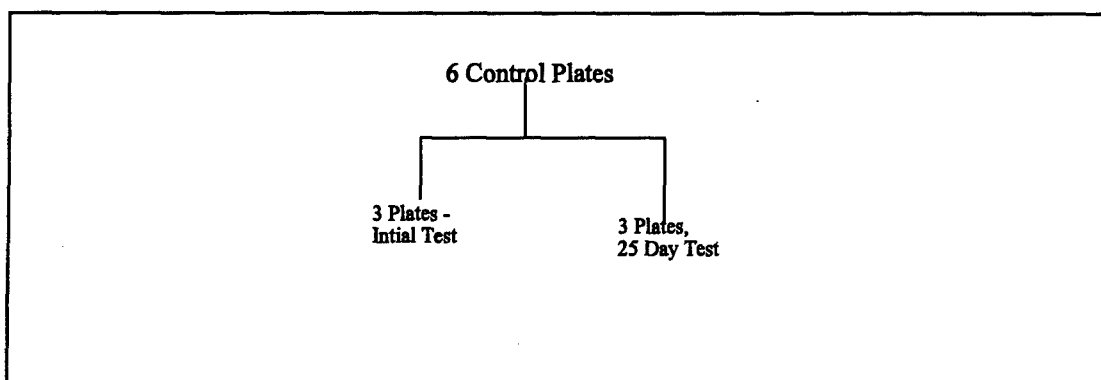 6 Control Plates
3 Plates -
Intial Test
3 Plates,
25 Day Test